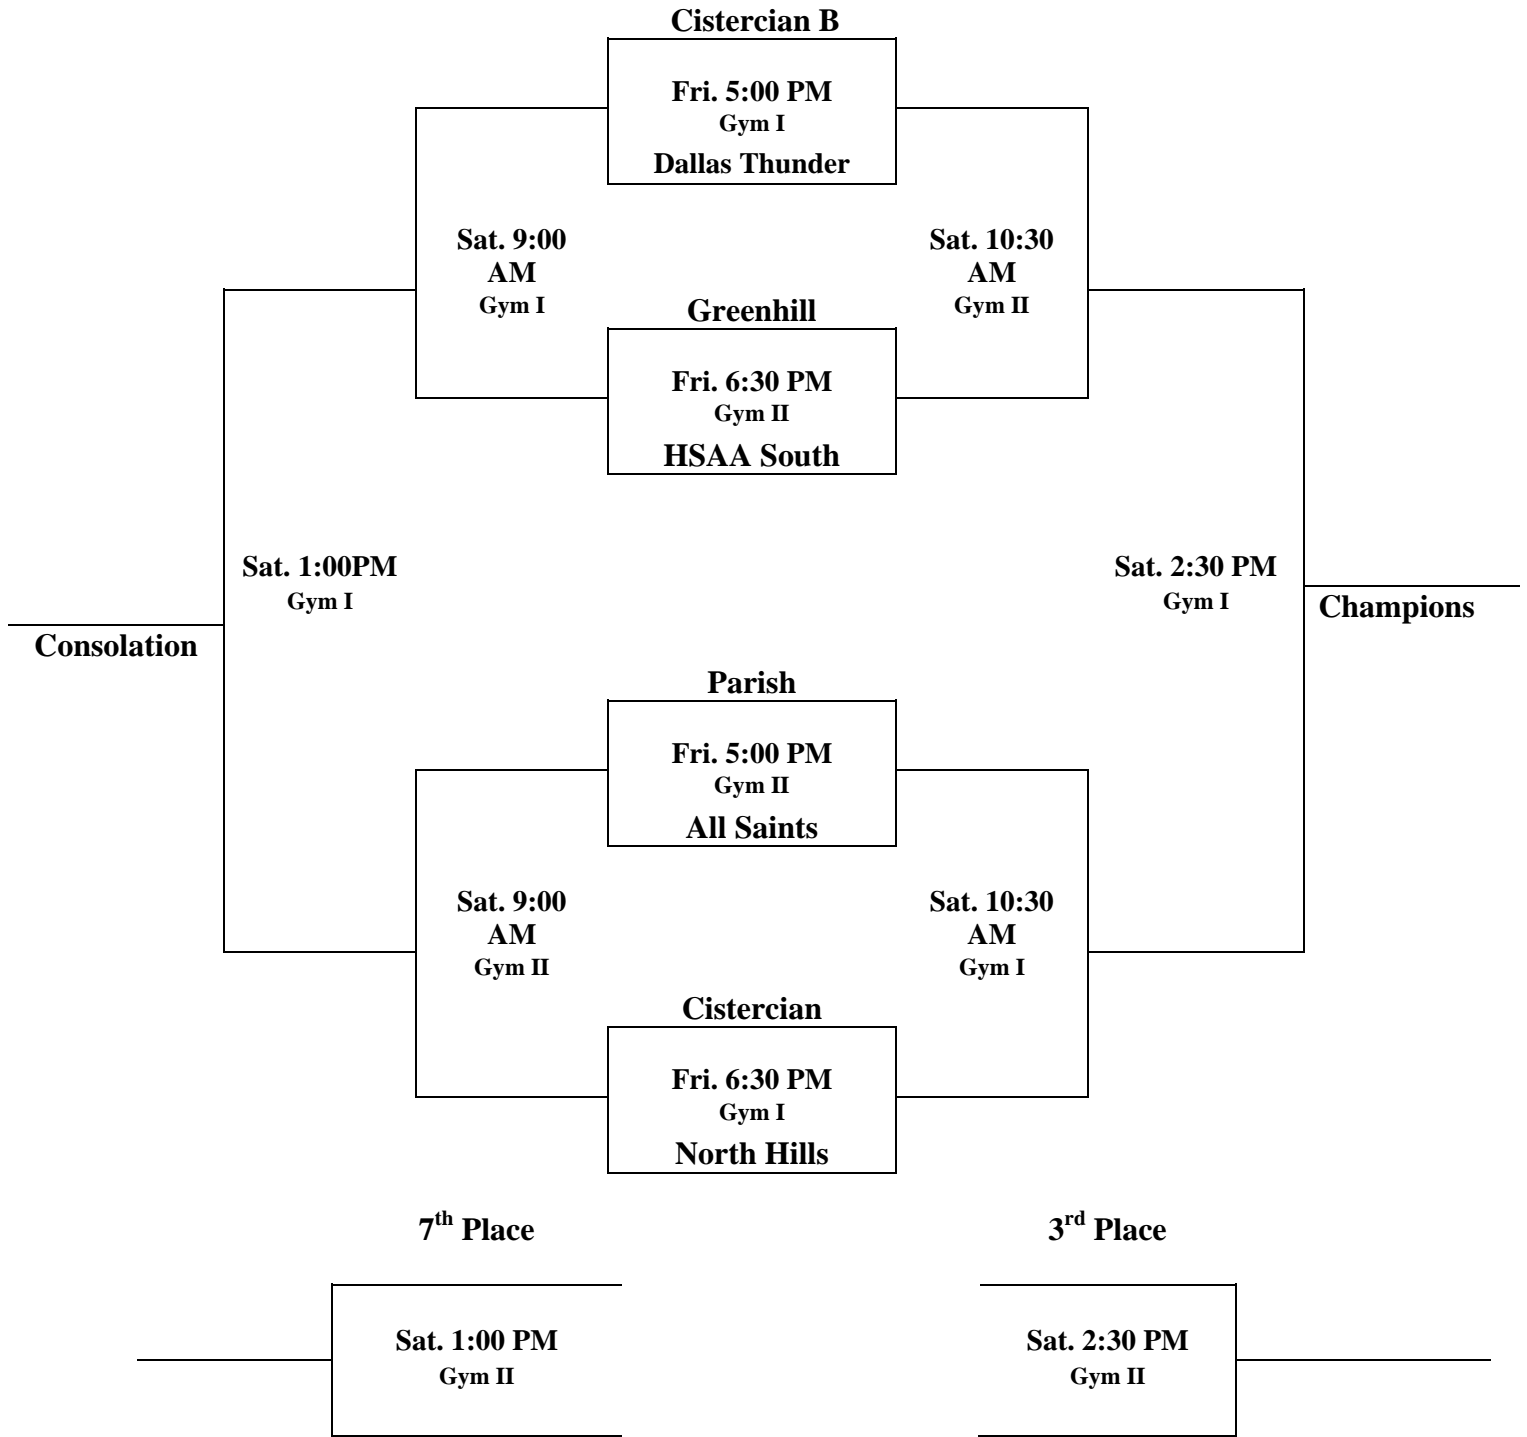 Cistercian B
Fri. 5:00 PM
Gym I
Dallas Thunder
Sat. 9:00
AM
Gym I
Sat. 10:30
AM
Gym II
Greenhill
Fri. 6:30 PM
Gym II
HSAA South
Sat. 1:00PM
Gym I
Sat. 2:30 PM
Gym I
Champions
Consolation
Parish
Fri. 5:00 PM
Gym II
All Saints
Sat. 9:00
AM
Gym II
Sat. 10:30
AM
Gym I
Cistercian
Fri. 6:30 PM
Gym I
North Hills
7th Place
3rd Place
Sat. 1:00 PM
Gym II
Sat. 2:30 PM
Gym II